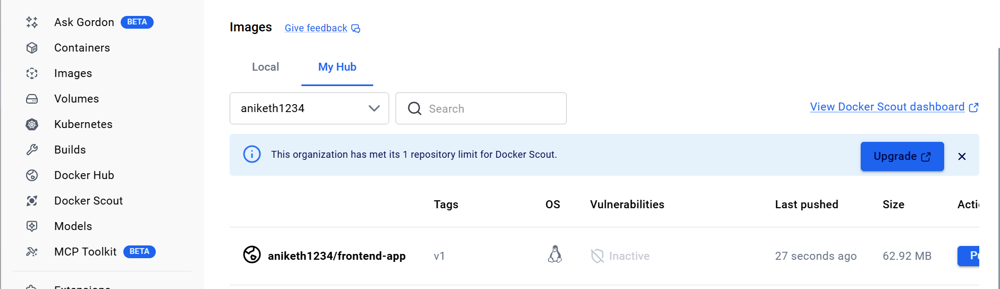 Ask Gordon BETA
Containers
Images
Volumes
Kubernetes
Builds
Docker Hub
Docker Scout
Models
MCP Toolkit BETA
Extensions
Images Give feedback
Local My Hub
aniketh1234 Search View Docker Scout dashboard
This organization has met its 1 repository limit for Docker Scout. Upgrade
Tags OS Vulnerabilities Last pushed Size Acti
aniketh1234/frontend-app v1 Inactive 27 seconds ago 62.92 MB Pu